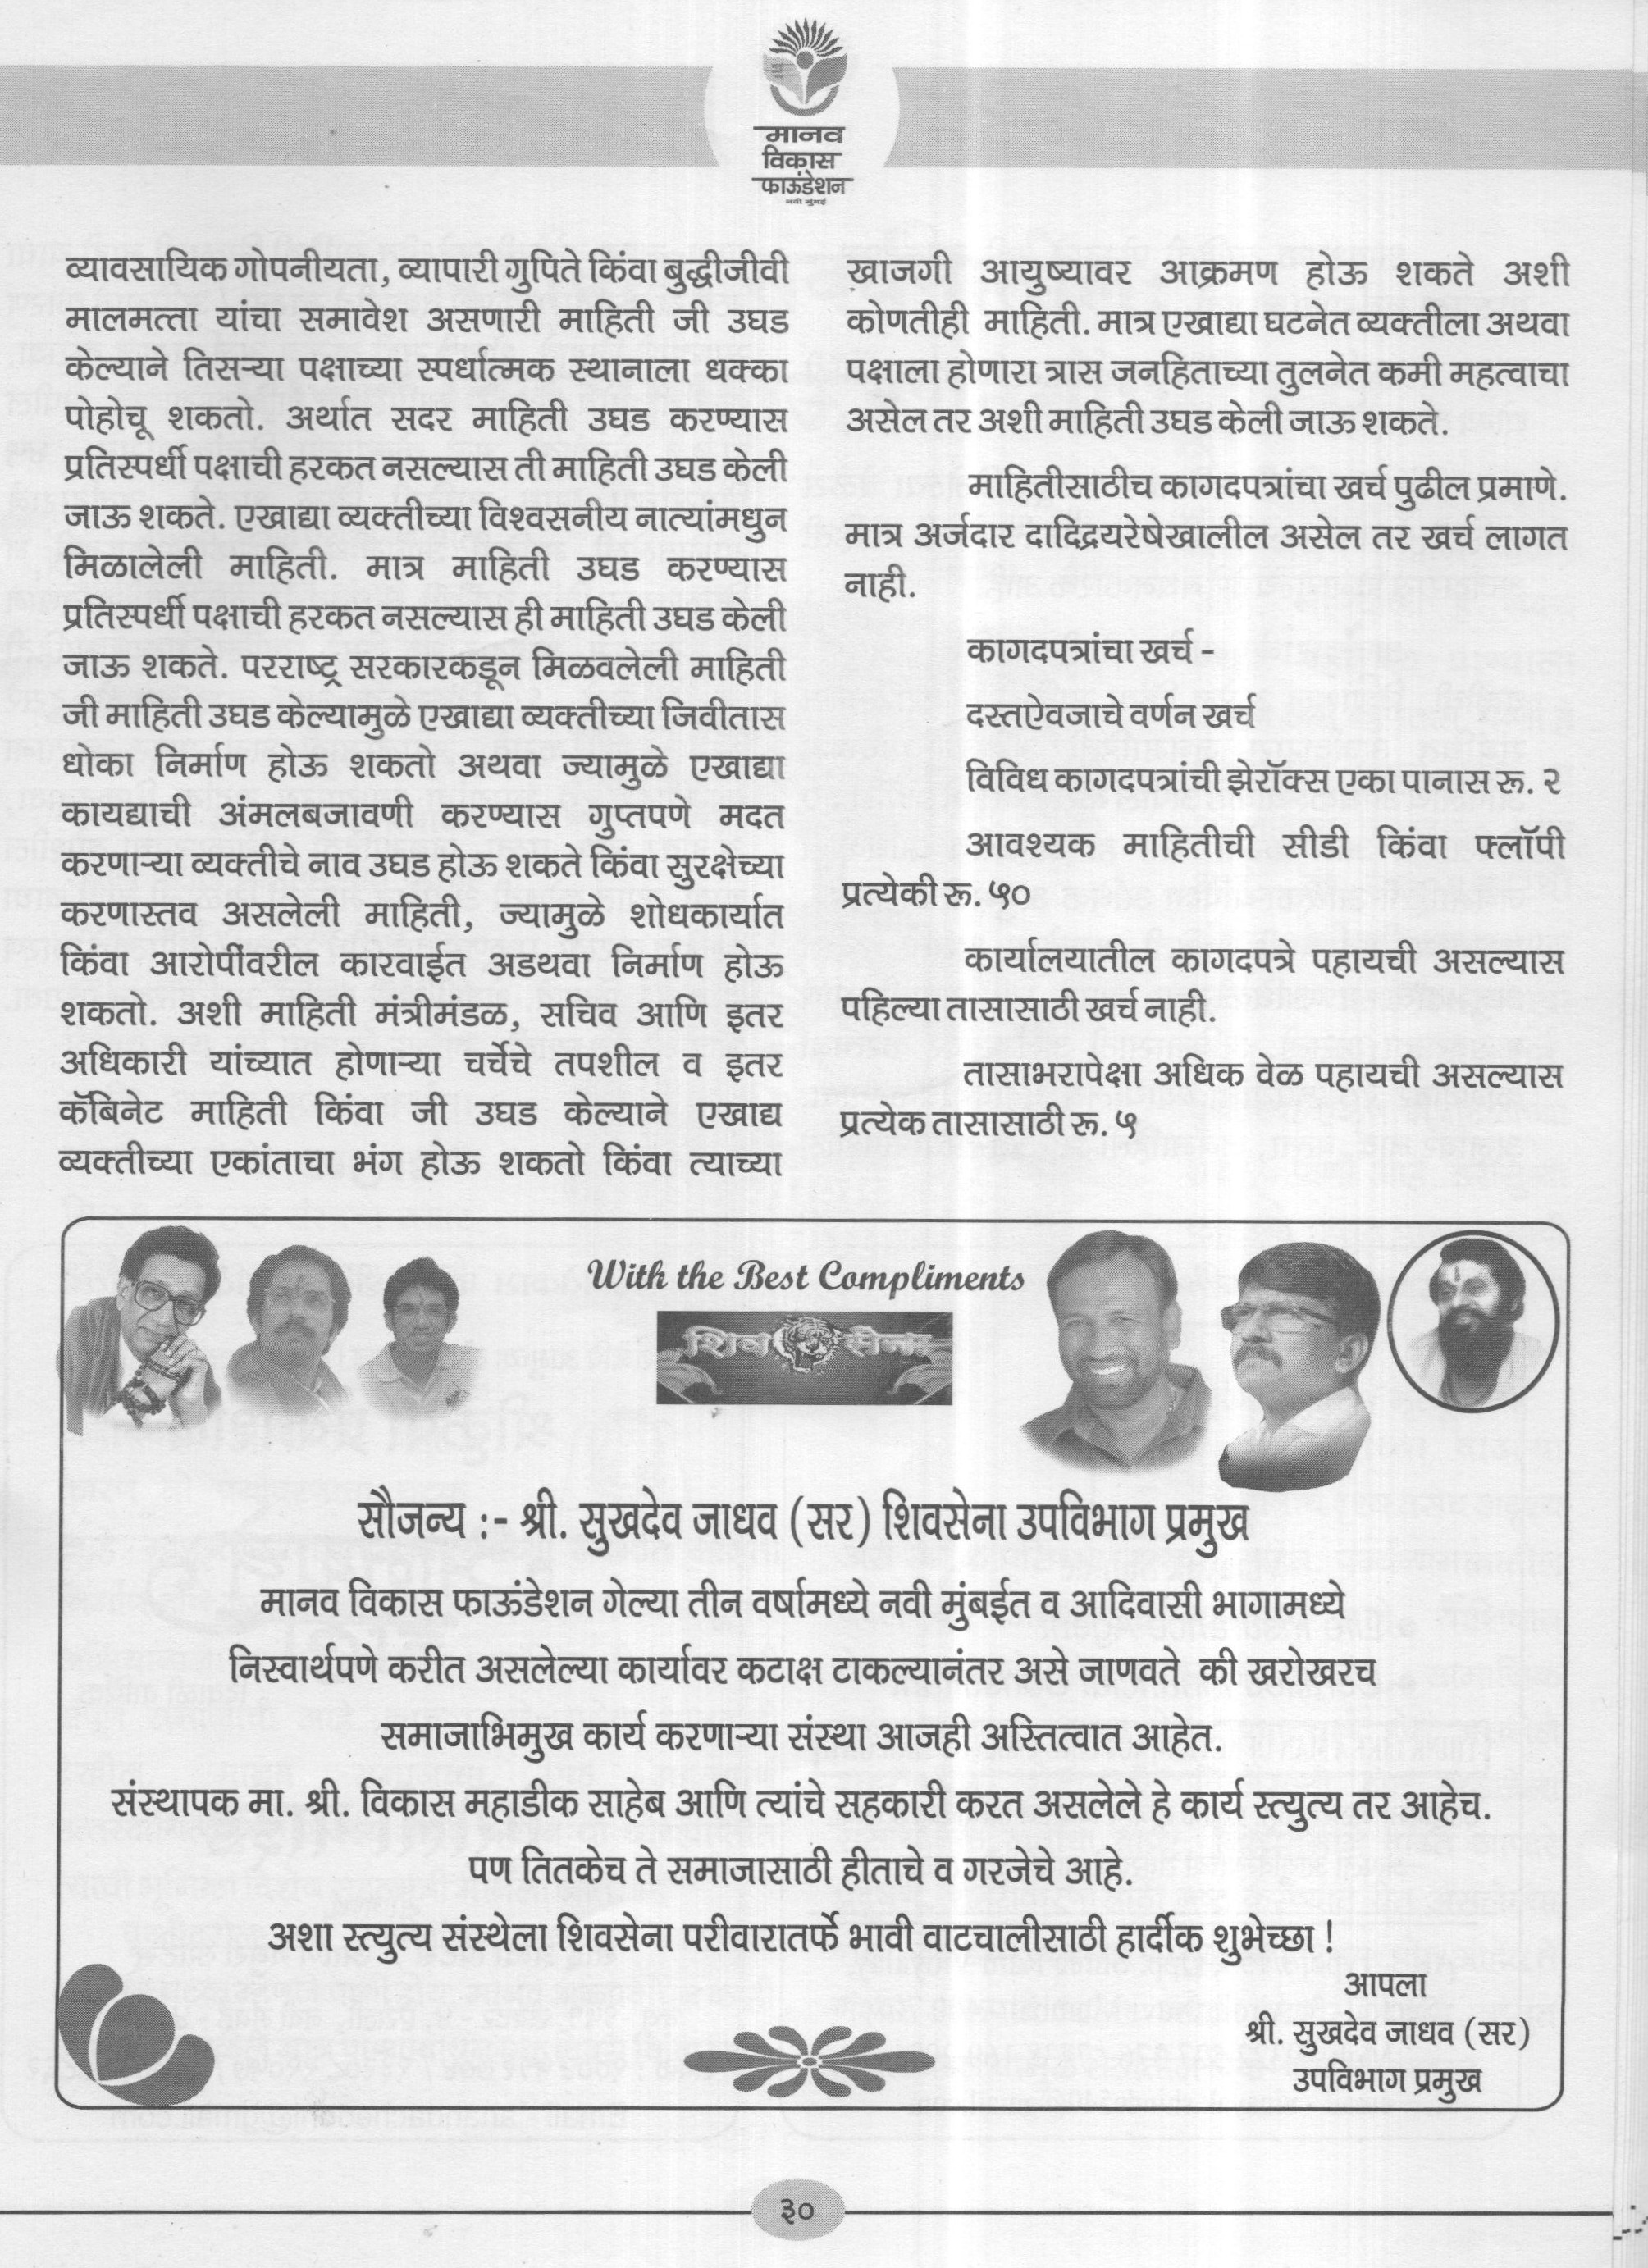 मानव
विकास
फाऊंडेशन
नवी मुंबई
व्यावसायिक गोपनीयता, व्यापारी गुपिते किंवा बुद्धीजीवी
मालमत्ता यांचा समावेश असणारी माहिती जी उघड
केल्याने तिसऱ्या पक्षाच्या स्पर्धात्मक स्थानाला धक्का
पोहोचू शकतो. अर्थात सदर माहिती उघड करण्यास
प्रतिस्पर्धी पक्षाची हरकत नसल्यास ती माहिती उघड केली
जाऊ शकते. एखाद्या व्यक्तीच्या विश्वसनीय नात्यांमधुन
मिळालेली माहिती. मात्र माहिती उघड करण्यास
प्रतिस्पर्धी पक्षाची हरकत नसल्यास ही माहिती उघड केली
जाऊ शकते. परराष्ट्र सरकारकडून मिळवलेली माहिती
जी माहिती उघड केल्यामुळे एखाद्या व्यक्तीच्या जिवीतास
धोका निर्माण होऊ शकतो अथवा ज्यामुळे एखाद्या
कायद्याची अंमलबजावणी करण्यास गुप्तपणे मदत
करणाऱ्या व्यक्तीचे नाव उघड होऊ शकते किंवा सुरक्षेच्या
करणास्तव असलेली माहिती, ज्यामुळे शोधकार्यात
किंवा आरोपींवरील कारवाईत अडथवा निर्माण होऊ
शकतो. अशी माहिती मंत्रीमंडळ, सचिव आणि इतर
अधिकारी यांच्यात होणाऱ्या चर्चेचे तपशील व इतर
कॅबिनेट माहिती किंवा जी उघड केल्याने एखाद्य
व्यक्तीच्या एकांताचा भंग होऊ शकतो किंवा त्याच्या
खाजगी आयुष्यावर आक्रमण होऊ शकते अशी
कोणतीही माहिती. मात्र एखाद्या घटनेत व्यक्तीला अथवा
पक्षाला होणारा त्रास जनहिताच्या तुलनेत कमी महत्वाचा
असेल तर अशी माहिती उघड केली जाऊ शकते.
माहितीसाठीच कागदपत्रांचा खर्च पुढील प्रमाणे.
मात्र अर्जदार दादिद्रयरेषेखालील असेल तर खर्च लागत
नाही.
कागदपत्रांचा खर्च -
दस्तऐवजाचे वर्णन खर्च
विविध कागदपत्रांची झेरॉक्स एका पानास रू. २
आवश्यक माहितीची सीडी किंवा फ्लॉपी
प्रत्येकी रू. ५०
कार्यालयातील कागदपत्रे पहायची असल्यास
पहिल्या तासासाठी खर्च नाही.
तासाभरापेक्षा अधिक वेळ पहायची असल्यास
प्रत्येक तासासाठी रू. ५
With the Best Compliments
शिव सेना
सौजन्य :- श्री. सुखदेव जाधव (सर) शिवसेना उपविभाग प्रमुख
मानव विकास फाऊंडेशन गेल्या तीन वर्षामध्ये नवी मुंबईत व आदिवासी भागामध्ये
निस्वार्थपणे करीत असलेल्या कार्यावर कटाक्ष टाकल्यानंतर असे जाणवते की खरोखरच
समाजाभिमुख कार्य करणाऱ्या संस्था आजही अस्तित्वात आहेत.
संस्थापक मा. श्री. विकास महाडीक साहेब आणि त्यांचे सहकारी करत असलेले हे कार्य स्त्युत्य तर आहेच.
पण तितकेच ते समाजासाठी हीताचे व गरजेचे आहे.
अशा स्त्युत्य संस्थेला शिवसेना परीवारातर्फे भावी वाटचालीसाठी हार्दीक शुभेच्छा !
आपला
श्री. सुखदेव जाधव (सर)
उपविभाग प्रमुख
३०